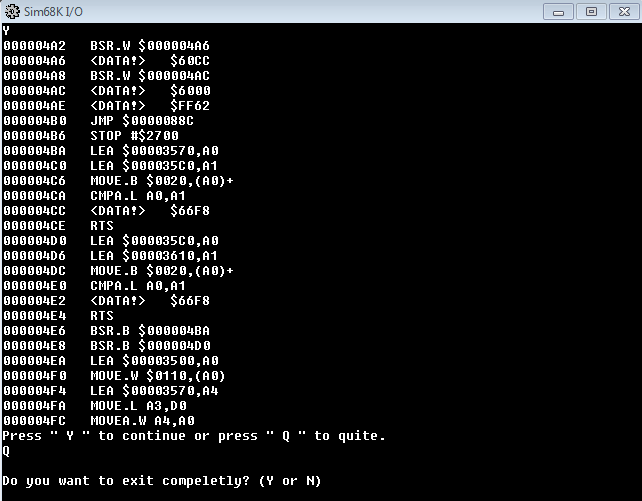 Sim68K I/O
Y
000004A2 BSR.W $000004A6
000004A6 <DATA!> $60CC
000004A8 BSR.W $000004AC
000004AC <DATA!> $6000
000004AE <DATA!> $FF62
000004B0 JMP $0000088C
000004B6 STOP #$2700
000004BA LEA $00003570,A0
000004C0 LEA $000035C0,A1
000004C6 MOVE.B $0020,(A0)+
000004CA CMPA.L A0,A1
000004CC <DATA!> $66F8
000004CE RTS
000004D0 LEA $000035C0,A0
000004D6 LEA $00003610,A1
000004DC MOVE.B $0020,(A0)+
000004E0 CMPA.L A0,A1
000004E2 <DATA!> $66F8
000004E4 RTS
000004E6 BSR.B $000004BA
000004E8 BSR.B $000004D0
000004EA LEA $00003500,A0
000004F0 MOVE.W $0110,(A0)
000004F4 LEA $00003570,A4
000004FA MOVE.L A3,D0
000004FC MOVEA.W A4,A0
Press " Y " to continue or press " Q " to quite.
Q
Do you want to exit compeletly? (Y or N)